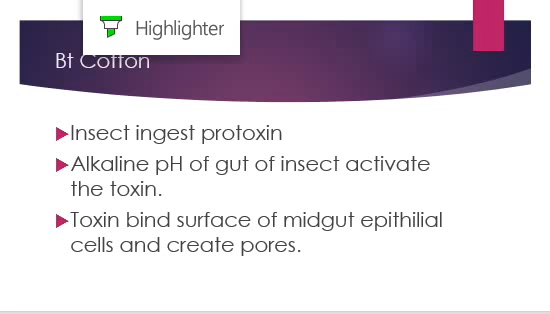 Highlighter
Bt Cotton
Insect ingest protoxin
Alkaline pH of gut of insect activate
the toxin.
Toxin bind surface of midgut epithilial
cells and create pores.